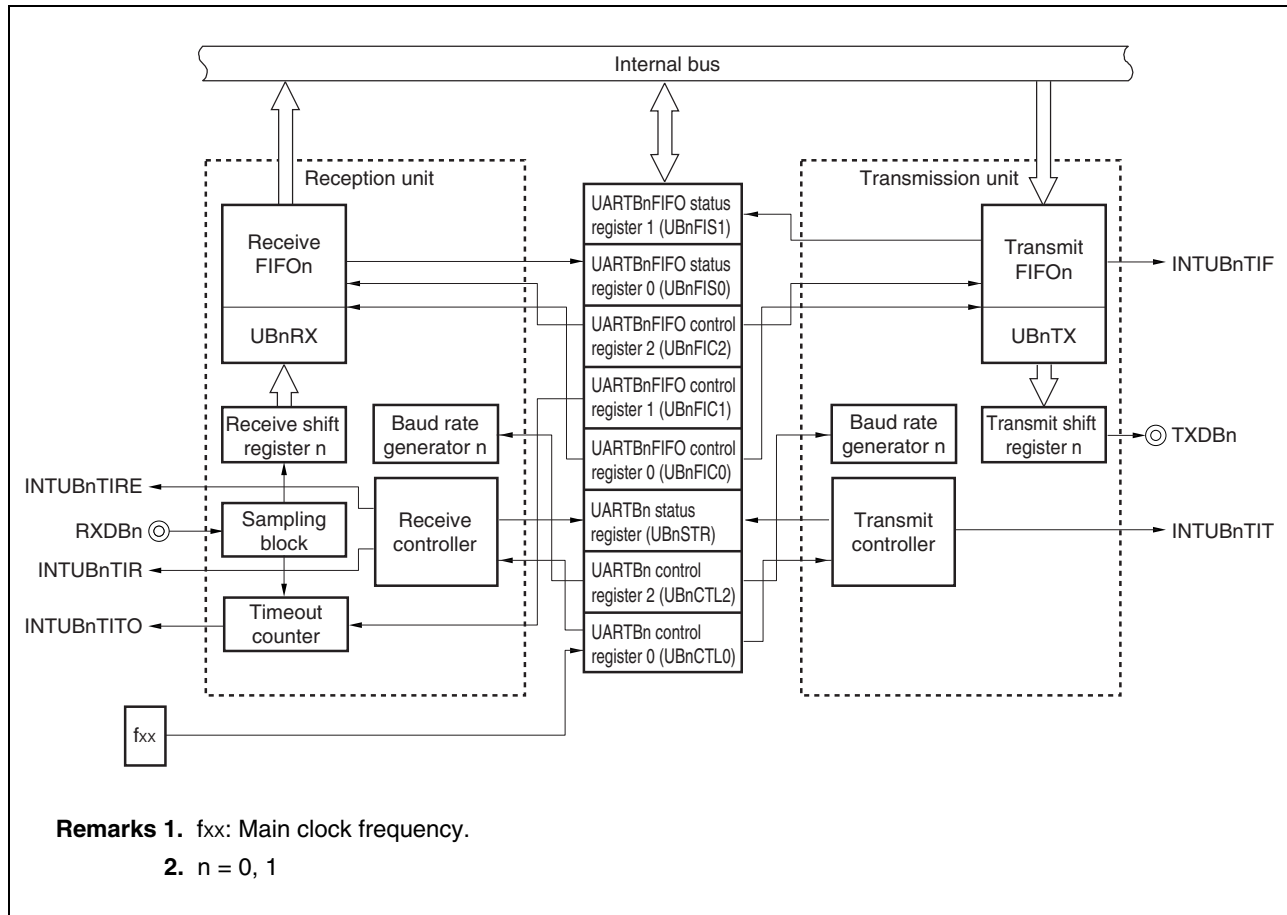 Internal bus
Reception unit
Transmission unit
UARTBnFIFO status
register 1 (UBnFIS1)
UARTBnFIFO status
register 0 (UBnFIS0)
UARTBnFIFO control
register 2 (UBnFIC2)
UARTBnFIFO control
register 1 (UBnFIC1)
UARTBnFIFO control
register 0 (UBnFIC0)
UARTBn status
register (UBnSTR)
UARTBn control
register 2 (UBnCTL2)
UARTBn control
register 0 (UBnCTL0)
Receive
FIFOn
UBnRX
Receive shift
register n
Baud rate
generator n
Sampling
block
Receive
controller
Timeout
counter
INTUBnTIRE
RXDBn
INTUBnTIR
INTUBnTITO
Transmit
FIFOn
UBnTX
INTUBnTIF
Baud rate
generator n
Transmit shift
register n
TXDBn
Transmit
controller
INTUBnTIT
fxx
Remarks 1. fxx: Main clock frequency.
2. n = 0, 1